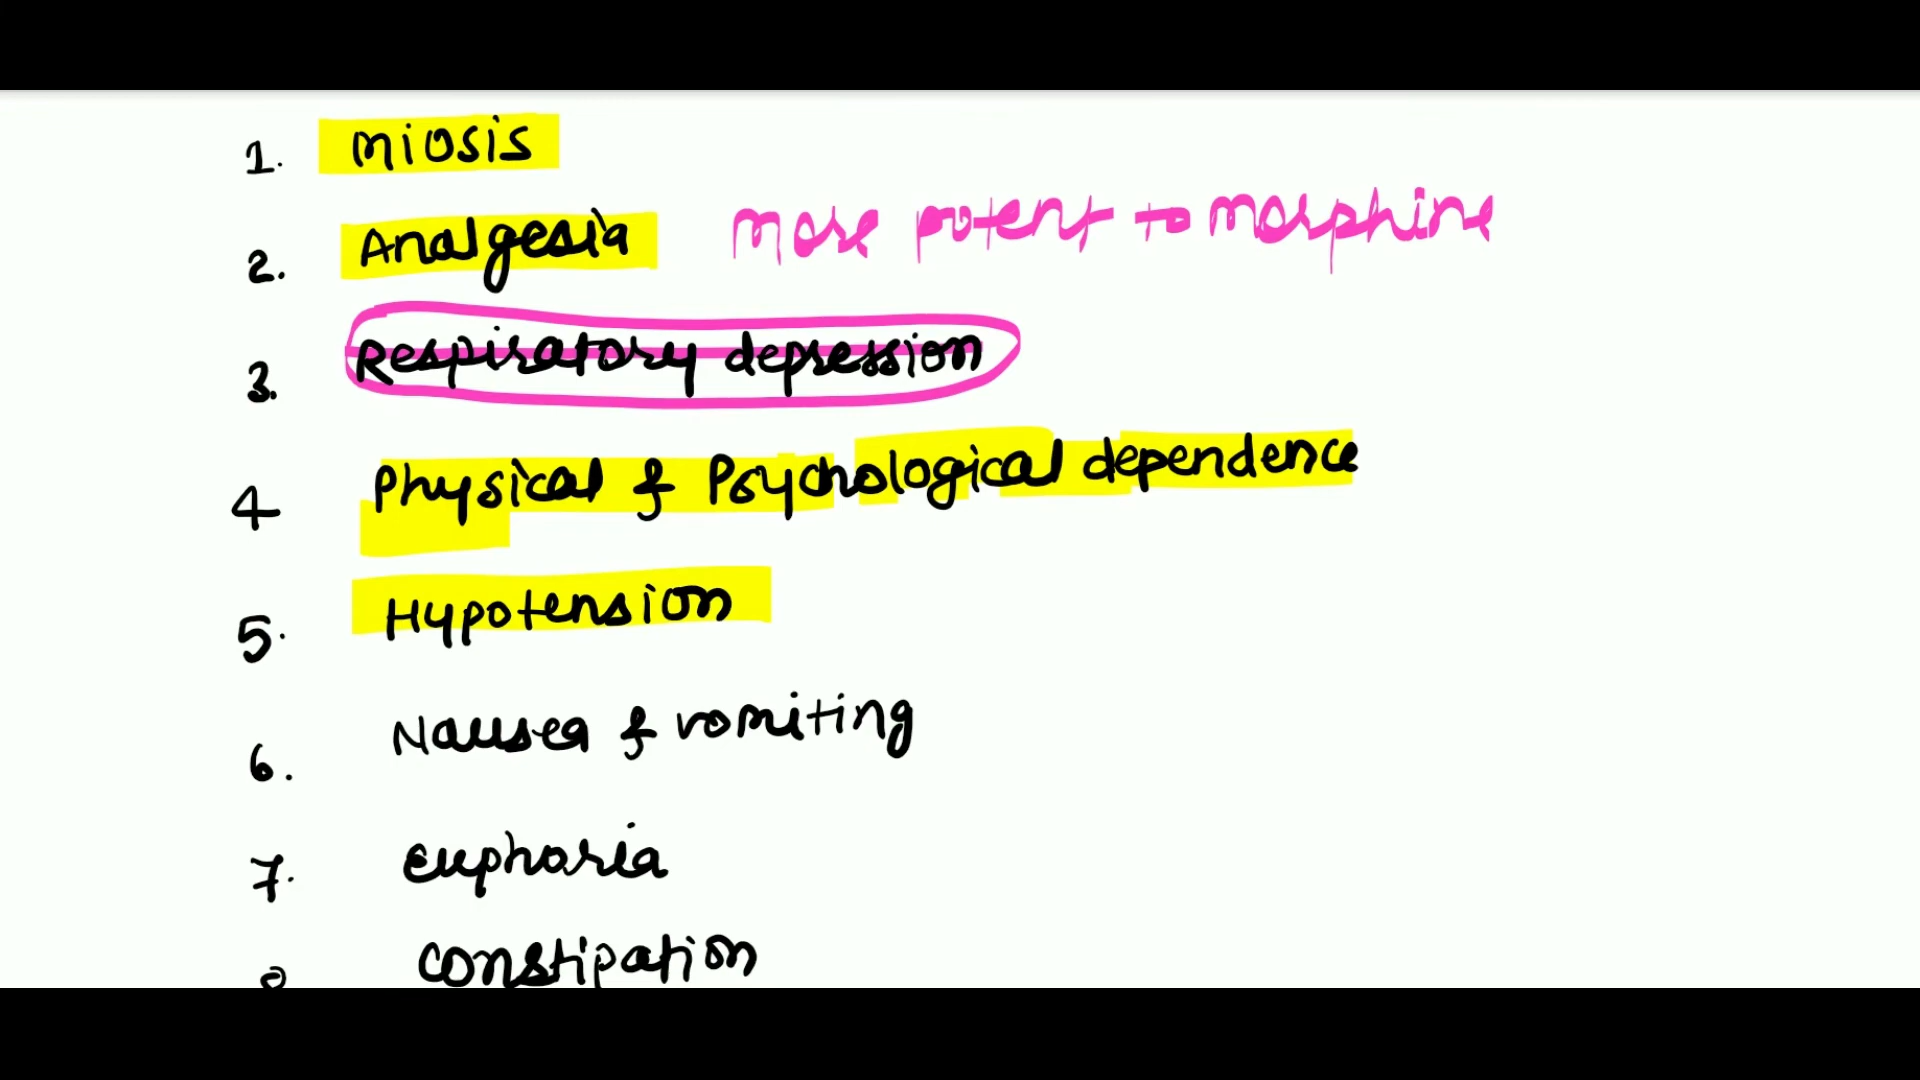 1. Miosis
2. Analgesia more potent to morphine
3. Respiratory depression
4 Physical & Psychological dependence
5. Hypotension
6. Nausea & vomiting
7. Euphoria
Constipation